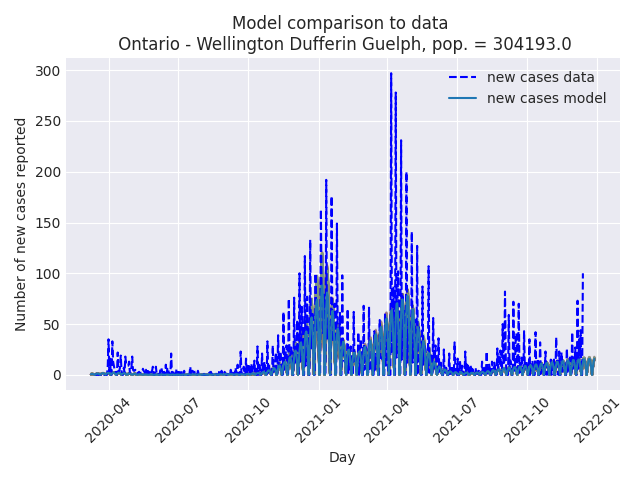 Model comparison to data
Ontario - Wellington Dufferin Guelph, pop. = 304193.0
new cases data
new cases model
300
250
200
150
100
50
0
Number of new cases reported
2020-04
2020-07
2020-10
2021-01
2021-04
2021-07
2021-10
2022-01
Day